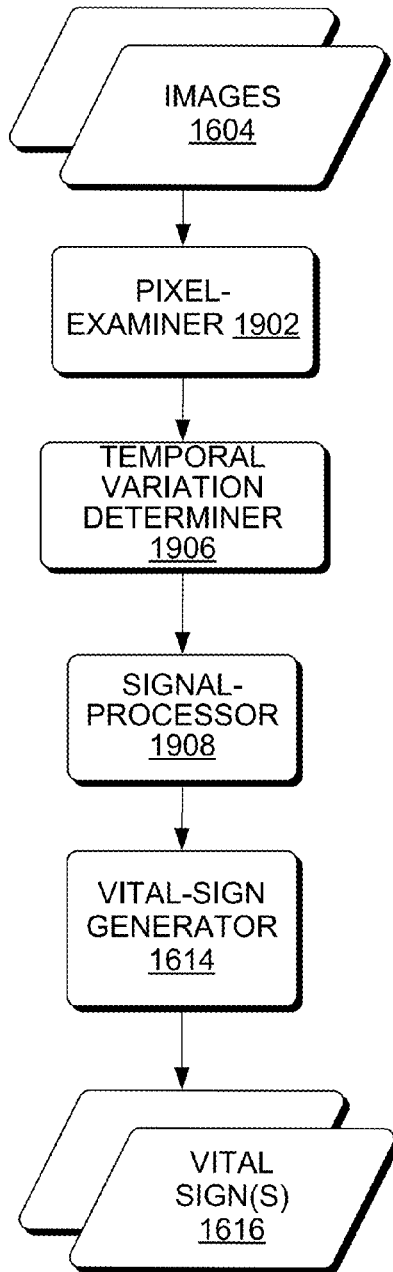 IMAGES
1604
PIXEL-
EXAMINER 1902
TEMPORAL
VARIATION
DETERMINER
1906
SIGNAL-
PROCESSOR
1908
VITAL-SIGN
GENERATOR
1614
VITAL
SIGN(S)
1616